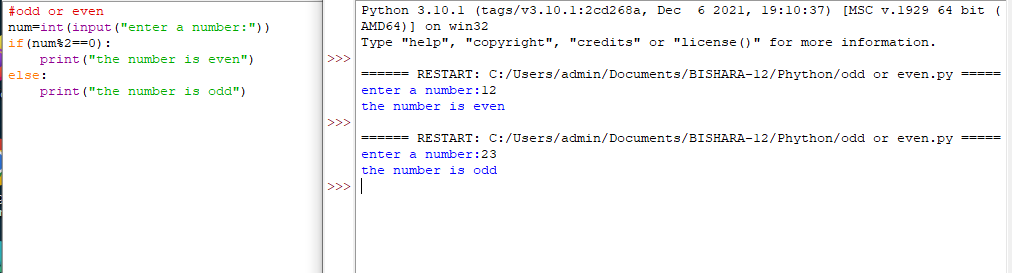 #odd or even
num=int(input("enter a number:"))
if(num%2==0):
    print("the number is even")
else:
    print("the number is odd")
Python 3.10.1 (tags/v3.10.1:2cd268a, Dec  6 2021, 19:10:37) [MSC v.1929 64 bit (
AMD64)] on win32
Type "help", "copyright", "credits" or "license()" for more information.
>>>
====== RESTART: C:/Users/admin/Documents/BISHARA-12/Phython/odd or even.py =====
enter a number:12
the number is even
>>>
====== RESTART: C:/Users/admin/Documents/BISHARA-12/Phython/odd or even.py =====
enter a number:23
the number is odd
>>>